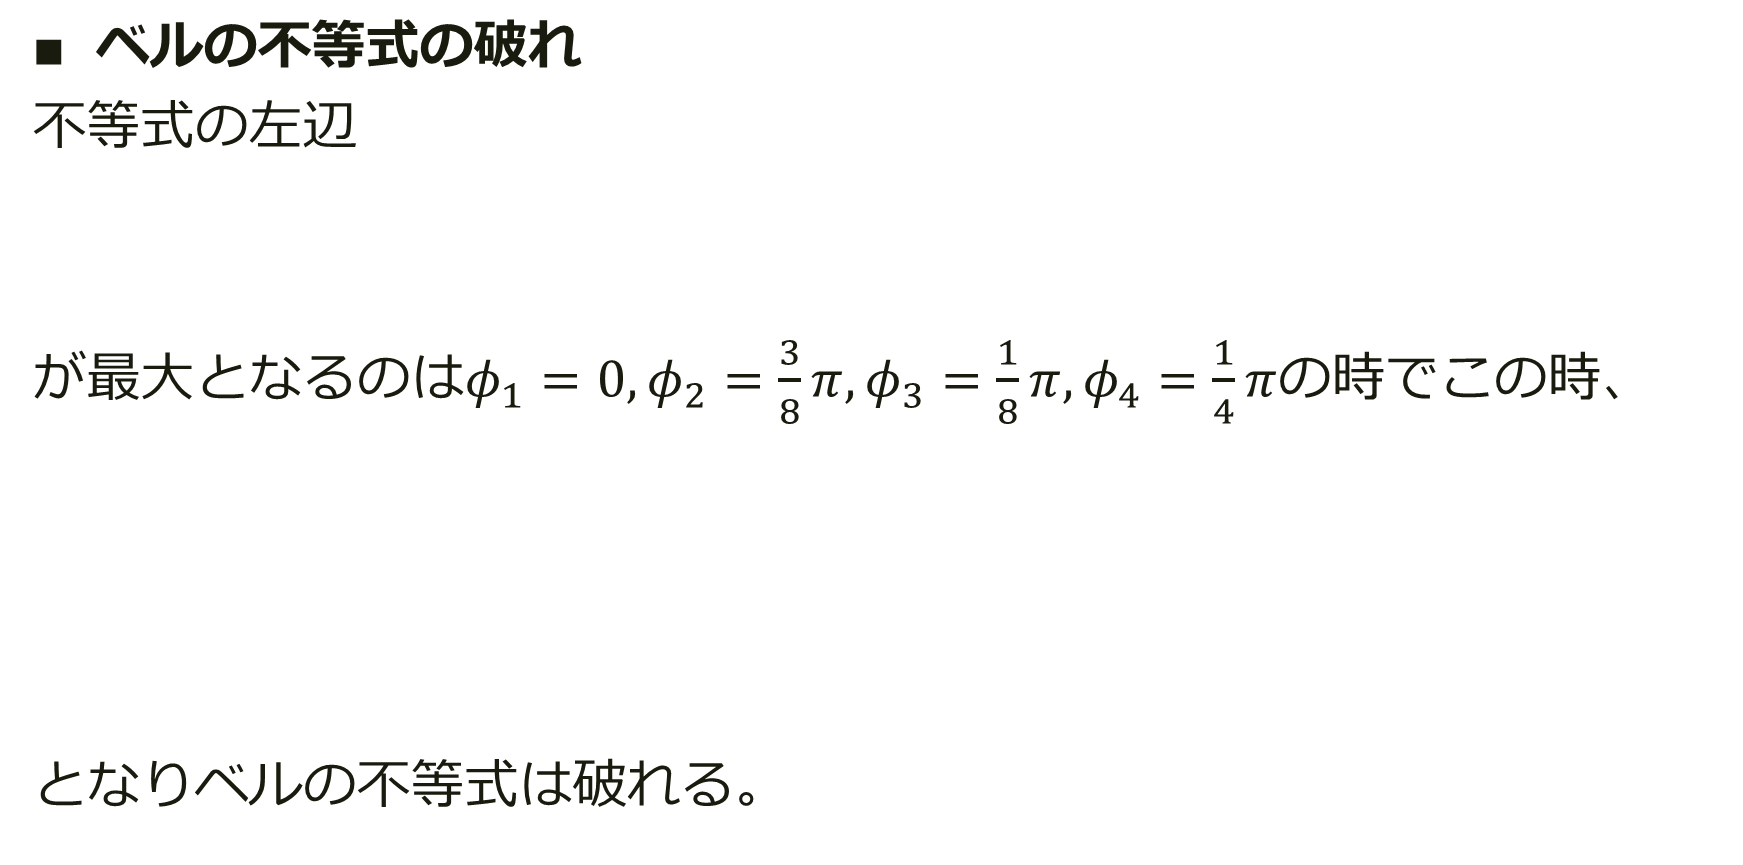 ■ ベルの不等式の破れ
不等式の左辺
が最大となるのはϕ₁ = 0, ϕ₂ = 3/8 π, ϕ₃ = 1/8 π, ϕ₄ = 1/4 πの時でこの時、
となりベルの不等式は破れる。